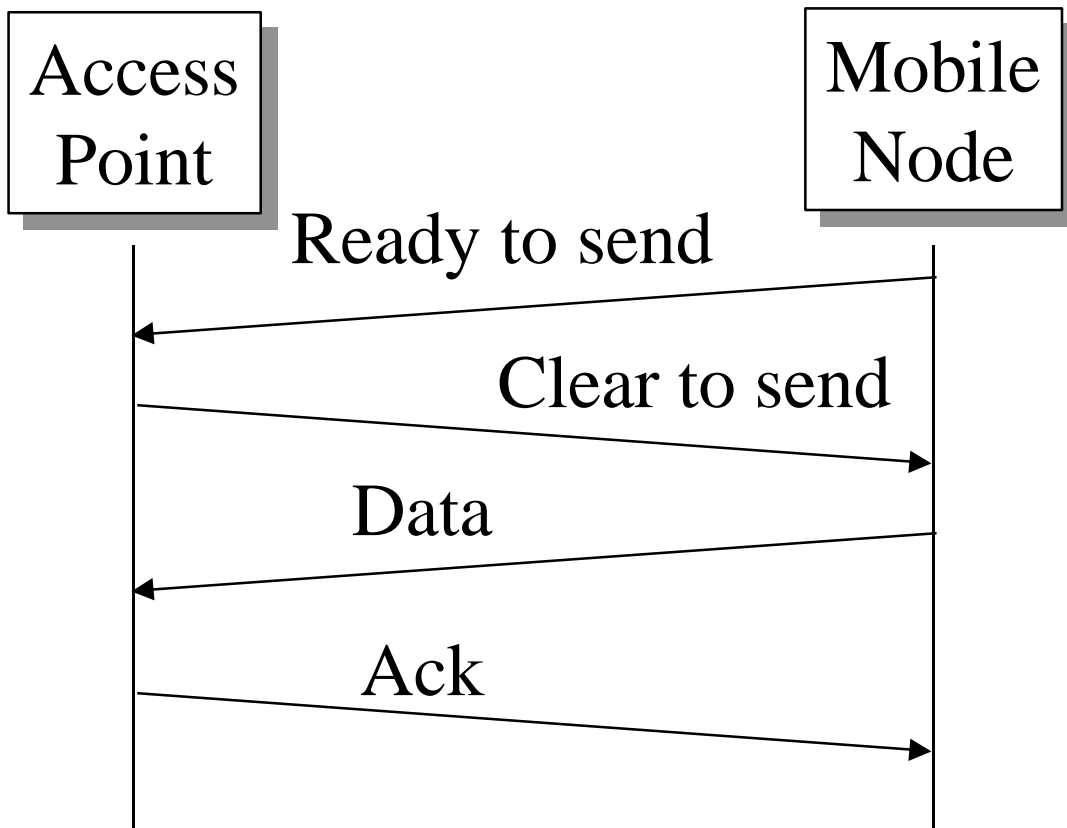 Access
Point
Mobile
Node
Ready to send
Clear to send
Data
Ack